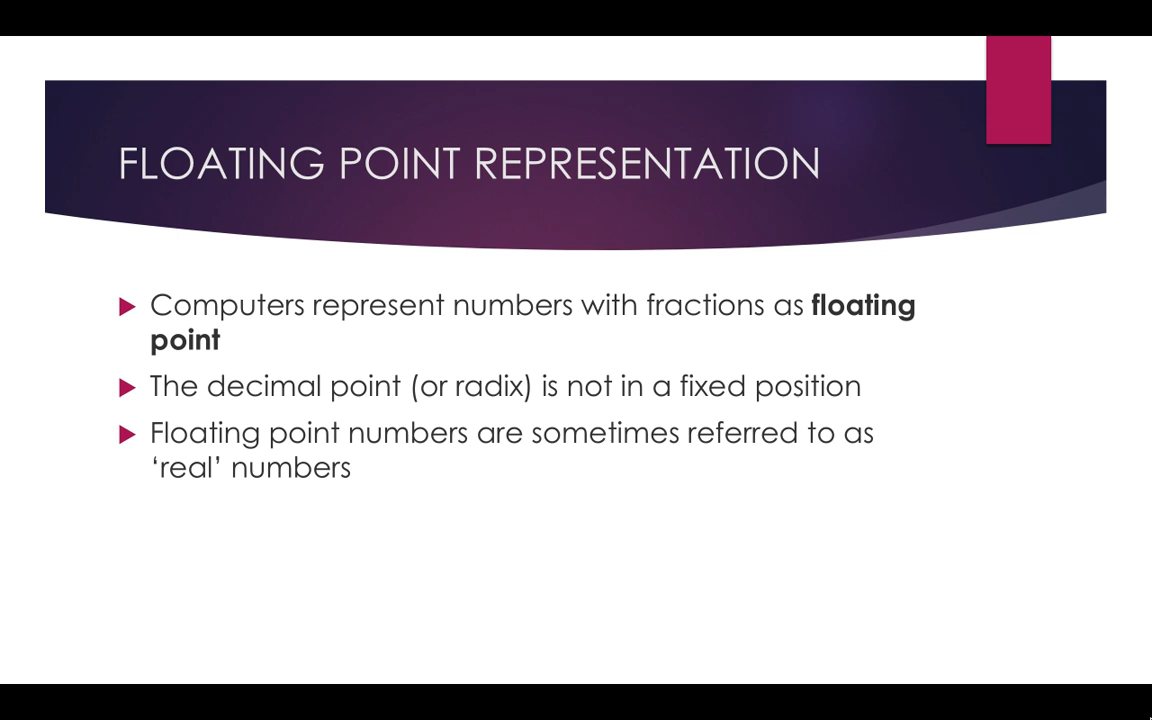 FLOATING POINT REPRESENTATION
Computers represent numbers with fractions as floating
point
The decimal point (or radix) is not in a fixed position
Floating point numbers are sometimes referred to as
‘real’ numbers